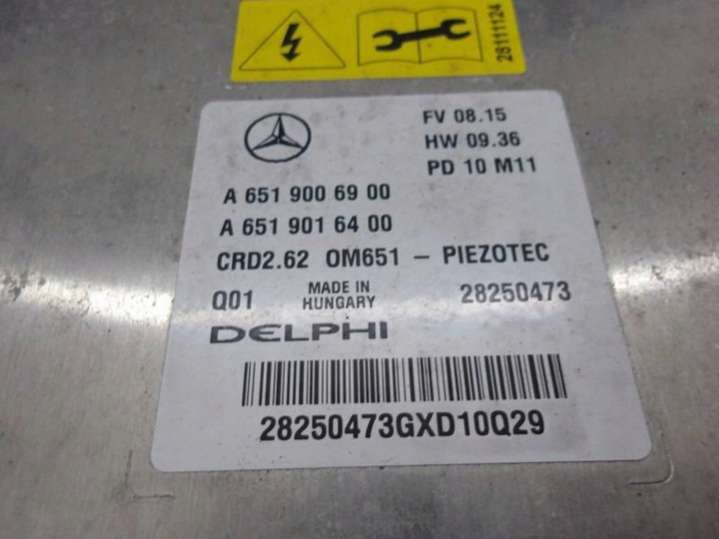 28111124
FV 08.15
HW 09.36
PD 10 M11
A 651 900 69 00
A 651 901 64 00
CRD2.62 OM651 – PIEZOTEC
Q01 MADE IN HUNGARY 28250473
DELPHI
28250473GXD10Q29